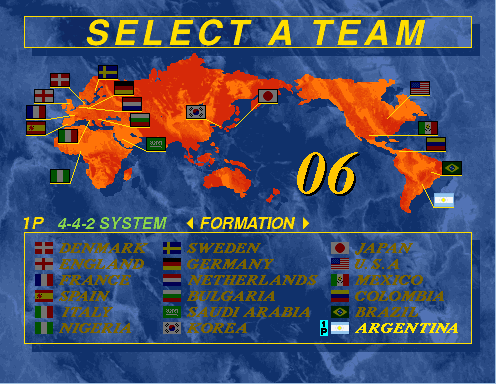 SELECT A TEAM
06
1P 4-4-2 SYSTEM FORMATION
DENMARK SWEDEN JAPAN
ENGLAND GERMANY U.S.A
FRANCE NETHERLANDS MEXICO
SPAIN BULGARIA COLOMBIA
ITALY SAUDI ARABIA BRAZIL
NIGERIA KOREA 1P ARGENTINA